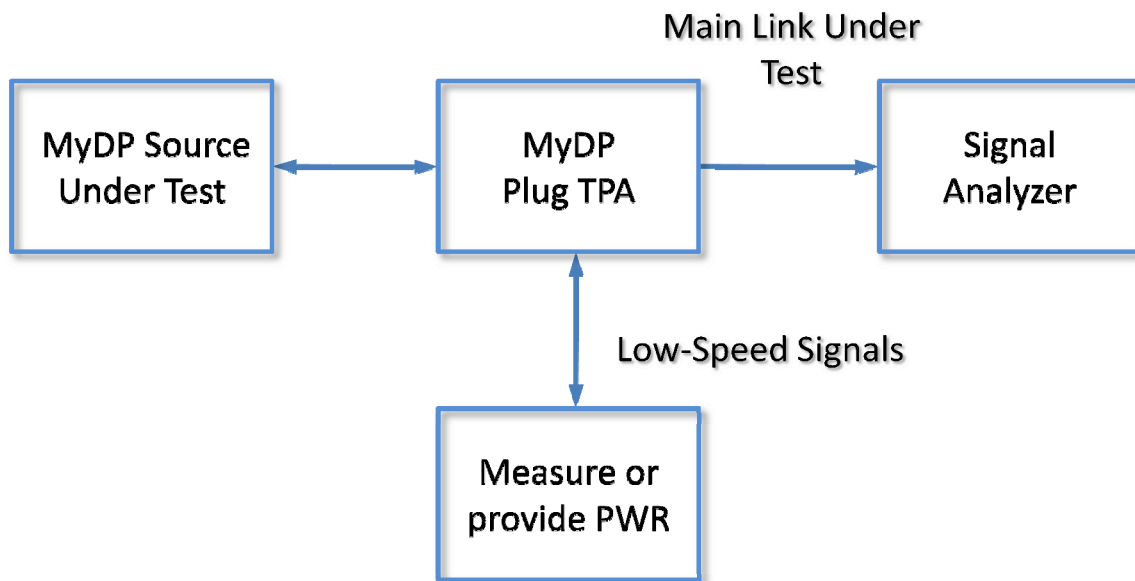 Main Link Under
Test
MyDP Source
Under Test
MyDP
Plug TPA
Signal
Analyzer
Low-Speed Signals
Measure or
provide PWR